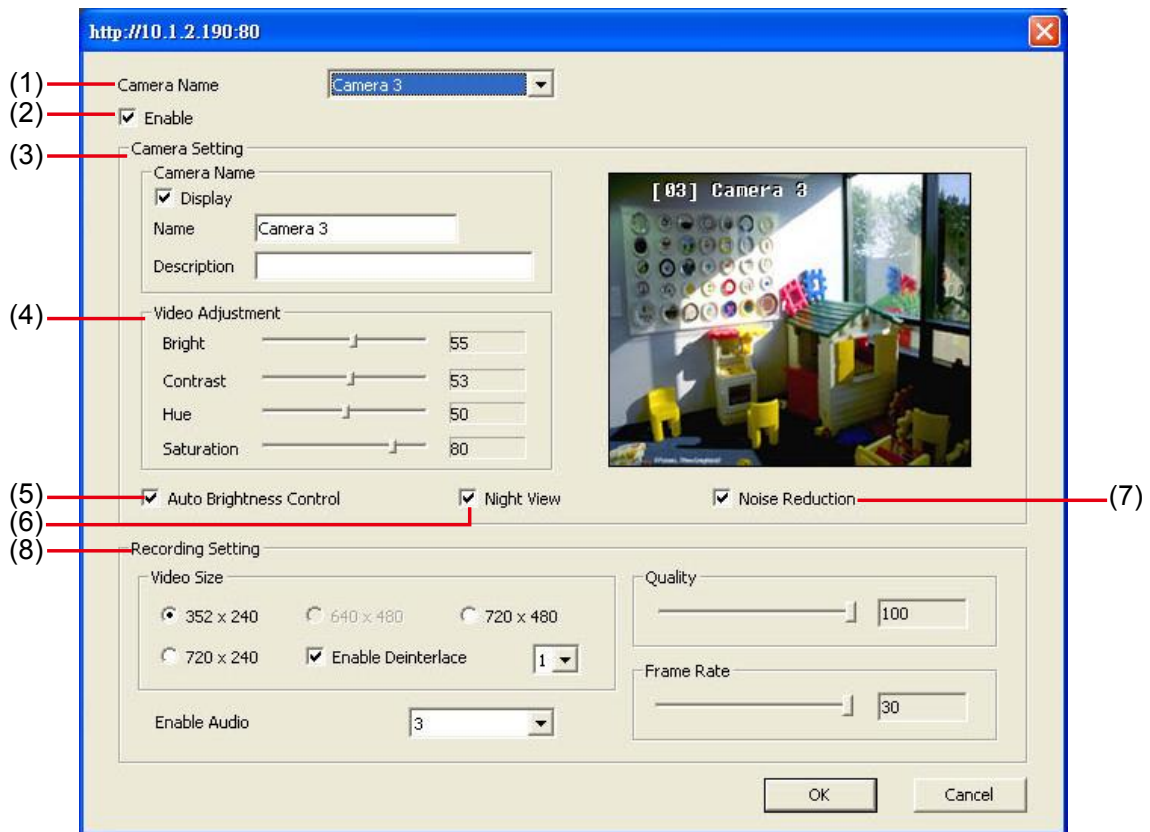 http://10.1.2.190:80
(1) Camera Name Camera 3
(2) Enable
(3) Camera Setting
Camera Name
Display
Name Camera 3
Description
[03] Camera 3
(4) Video Adjustment
Bright 55
Contrast 53
Hue 50
Saturation 80
(5) Auto Brightness Control
(6) Night View
Noise Reduction (7)
(8) Recording Setting
Video Size
352 x 240 640 x 480 720 x 480
720 x 240 Enable Deinterlace 1
Enable Audio 3
Quality
100
Frame Rate
30
OK Cancel